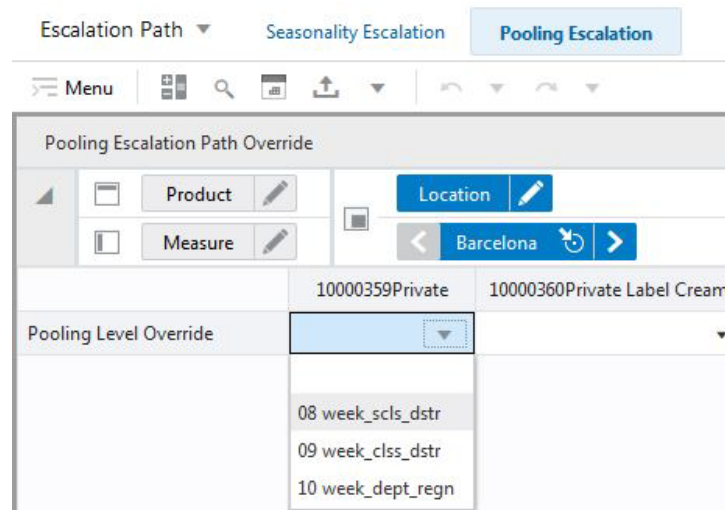 Escalation Path Seasonality Escalation Pooling Escalation
Menu
Pooling Escalation Path Override
Product Location
Measure Barcelona
10000359Private 10000360Private Label Cream
Pooling Level Override
08 week_scls_dstr
09 week_clss_dstr
10 week_dept_regn